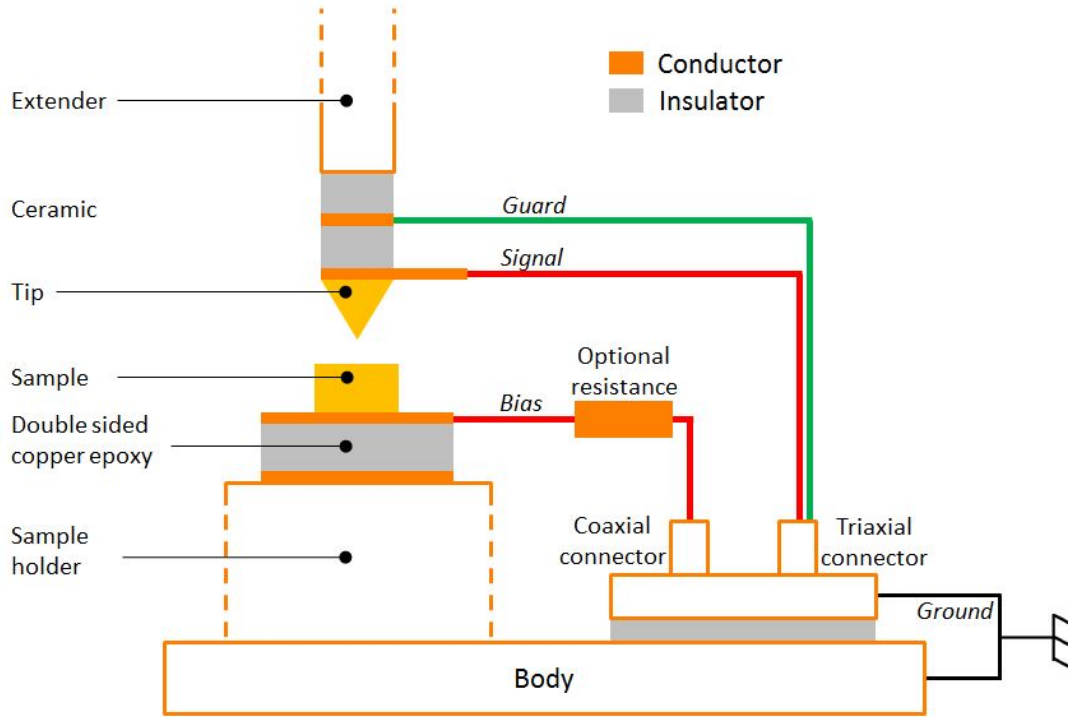 Conductor
Insulator
Extender
Ceramic
Guard
Signal
Tip
Optional
resistance
Sample
Bias
Double sided
copper epoxy
Sample
holder
Coaxial
connector
Triaxial
connector
Ground
Body